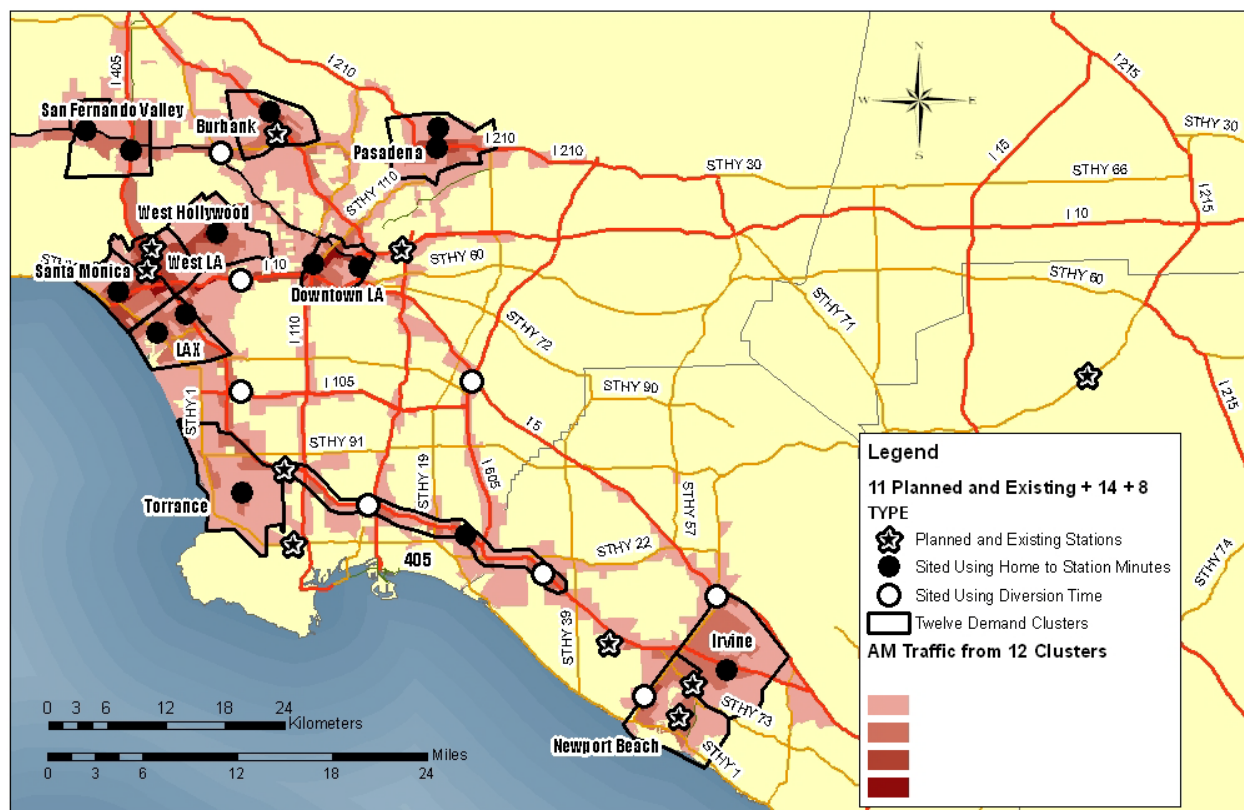 I 405
I 210
I 215
N
W
E
S
San Fernando Valley
Burbank
Pasadena
I 210
I 210
STHY 30
I 15
STHY 30
STHY 66
I 215
STHY 110
West Hollywood
I 10
Santa Monica
West LA
I 10
STHY 60
STHY 60
Downtown LA
LAX
I 110
STHY 72
STHY 71
I 215
STHY 1
I 105
STHY 90
I 5
STHY 91
STHY 19
I 605
Torrance
405
STHY 22
STHY 57
STHY 39
STHY 74
Irvine
STHY 73
Newport Beach
STHY 1
0 3 6 12 18 24
Kilometers
Miles
0 3 6 12 18 24
Legend
11 Planned and Existing + 14 + 8
TYPE
Planned and Existing Stations
Sited Using Home to Station Minutes
Sited Using Diversion Time
Twelve Demand Clusters
AM Traffic from 12 Clusters